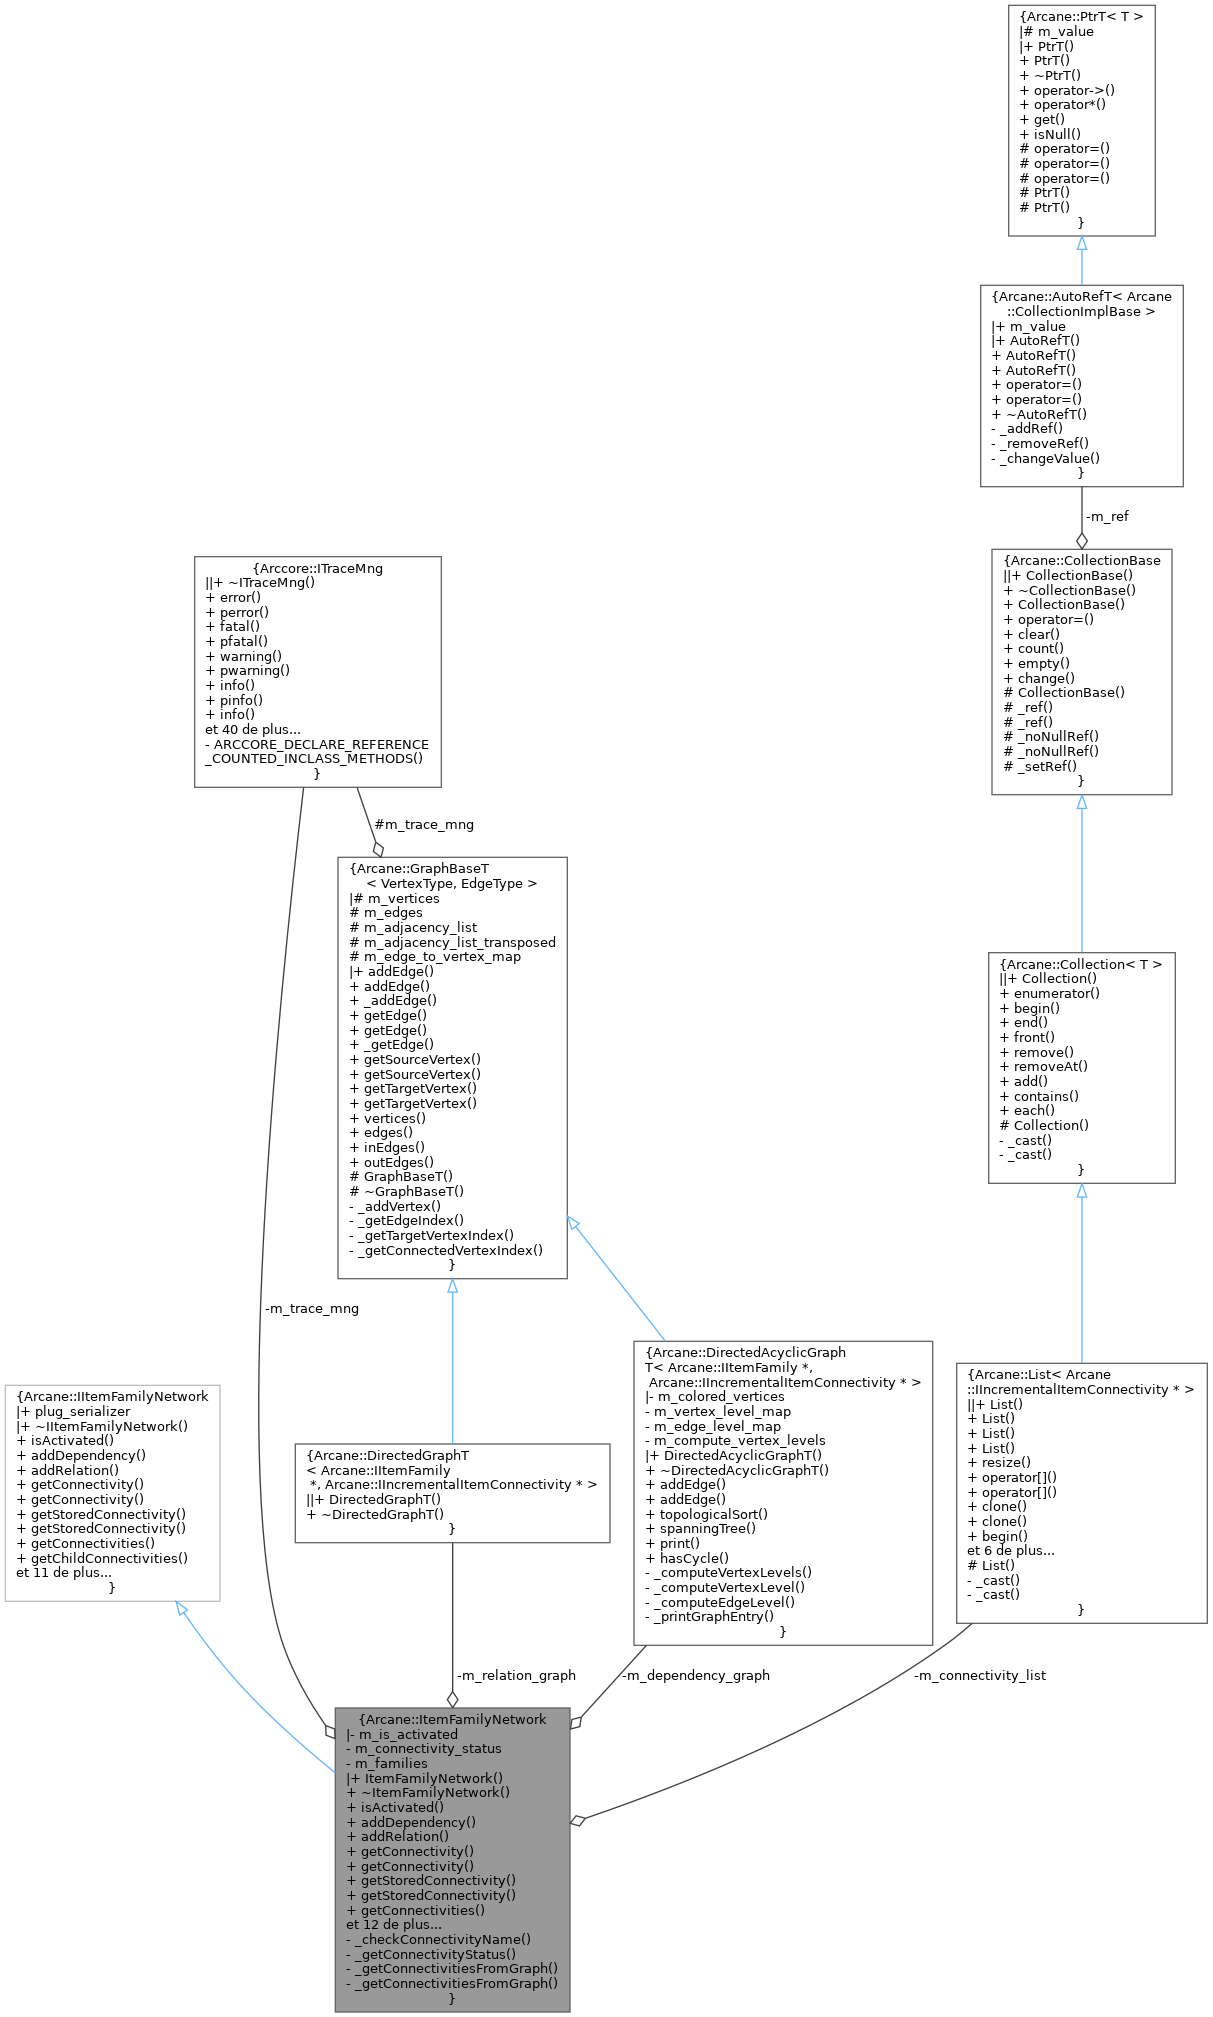 {Arcane::PtrT< T >
|# m_value
|+ PtrT()
+ PtrT()
+ ~PtrT()
+ operator->()
+ operator*()
+ get()
+ isNull()
# operator=()
# operator=()
# operator=()
# PtrT()
# PtrT()
}
{Arcane::AutoRefT< Arcane
::CollectionImplBase >
|+ m_value
|+ AutoRefT()
+ AutoRefT()
+ AutoRefT()
+ operator=()
+ operator=()
+ ~AutoRefT()
- _addRef()
- _removeRef()
- _changeValue()
}
-m_ref
{Arcane::CollectionBase
||+ CollectionBase()
+ ~CollectionBase()
+ CollectionBase()
+ operator=()
+ clear()
+ count()
+ empty()
+ change()
# CollectionBase()
# _ref()
# _ref()
# _noNullRef()
# _noNullRef()
# _setRef()
}
{Arccore::ITraceMng
||+ ~ITraceMng()
+ error()
+ perror()
+ fatal()
+ pfatal()
+ warning()
+ pwarning()
+ info()
+ pinfo()
+ info()
et 40 de plus...
- ARCCORE_DECLARE_REFERENCE
_COUNTED_INCLASS_METHODS()
}
#m_trace_mng
{Arcane::GraphBaseT
< VertexType, EdgeType >
|# m_vertices
# m_edges
# m_adjacency_list
# m_adjacency_list_transposed
# m_edge_to_vertex_map
|+ addEdge()
+ addEdge()
+ _addEdge()
+ getEdge()
+ getEdge()
+ _getEdge()
+ getSourceVertex()
+ getSourceVertex()
+ getTargetVertex()
+ getTargetVertex()
+ vertices()
+ edges()
+ inEdges()
+ outEdges()
# GraphBaseT()
# ~GraphBaseT()
- _addVertex()
- _getEdgeIndex()
- _getTargetVertexIndex()
- _getConnectedVertexIndex()
}
{Arcane::Collection< T >
||+ Collection()
+ enumerator()
+ begin()
+ end()
+ front()
+ remove()
+ removeAt()
+ add()
+ contains()
+ each()
# Collection()
- _cast()
- _cast()
}
-m_trace_mng
{Arcane::IItemFamilyNetwork
|+ plug_serializer
|+ ~IItemFamilyNetwork()
+ isActivated()
+ addDependency()
+ addRelation()
+ getConnectivity()
+ getConnectivity()
+ getStoredConnectivity()
+ getStoredConnectivity()
+ getConnectivities()
+ getChildConnectivities()
et 11 de plus...
}
{Arcane::DirectedGraphT
< Arcane::IItemFamily
*, Arcane::IIncrementalItemConnectivity * >
||+ DirectedGraphT()
+ ~DirectedGraphT()
}
{Arcane::DirectedAcyclicGraph
T< Arcane::IItemFamily *,
Arcane::IIncrementalItemConnectivity * >
|- m_colored_vertices
- m_vertex_level_map
- m_edge_level_map
- m_compute_vertex_levels
|+ DirectedAcyclicGraphT()
+ ~DirectedAcyclicGraphT()
+ addEdge()
+ addEdge()
+ topologicalSort()
+ spanningTree()
+ print()
+ hasCycle()
- _computeVertexLevels()
- _computeVertexLevel()
- _computeEdgeLevel()
- _printGraphEntry()
}
{Arcane::List< Arcane
::IIncrementalItemConnectivity * >
||+ List()
+ List()
+ List()
+ List()
+ resize()
+ operator[]()
+ operator[]()
+ clone()
+ clone()
+ begin()
et 6 de plus...
# List()
- _cast()
- _cast()
}
-m_relation_graph
-m_dependency_graph
-m_connectivity_list
{Arcane::ItemFamilyNetwork
|- m_is_activated
- m_connectivity_status
- m_families
|+ ItemFamilyNetwork()
+ ~ItemFamilyNetwork()
+ isActivated()
+ addDependency()
+ addRelation()
+ getConnectivity()
+ getConnectivity()
+ getStoredConnectivity()
+ getStoredConnectivity()
+ getConnectivities()
et 12 de plus...
- _checkConnectivityName()
- _getConnectivityStatus()
- _getConnectivitiesFromGraph()
- _getConnectivitiesFromGraph()
}